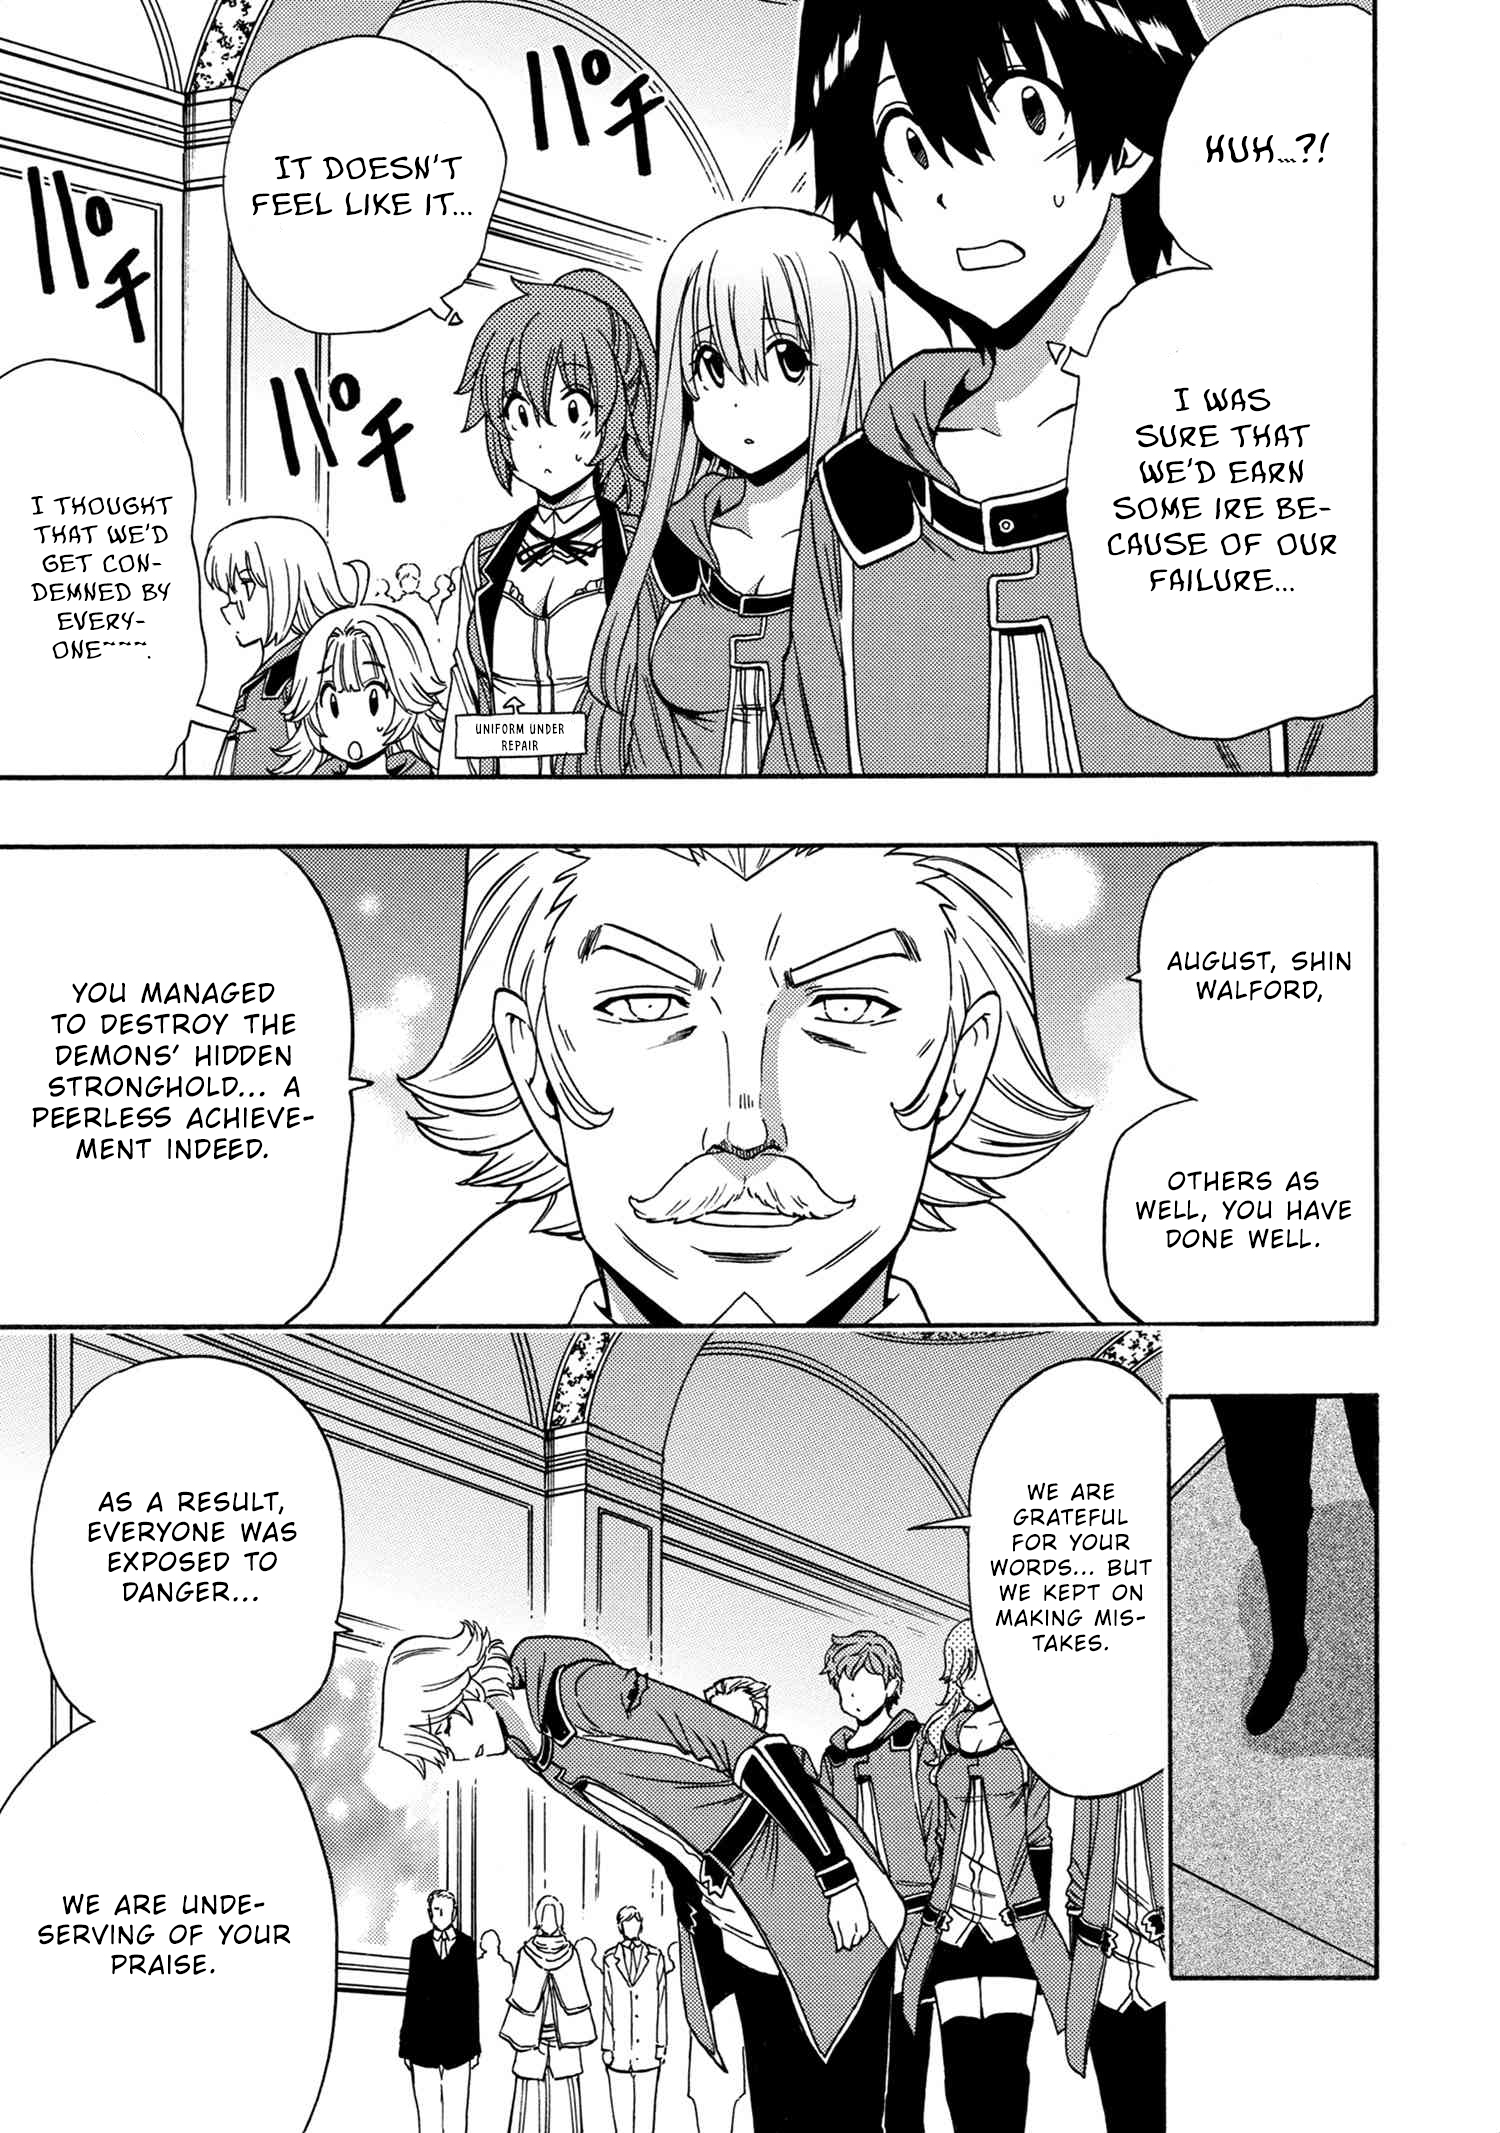 HUH...?!
I WAS
SURE THAT
WE'D EARN
SOME IRE BE-
CAUSE OF OUR
FAILURE...
パチ
パチ
IT DOESN'T
FEEL LIKE IT...
パチ
パチ
I THOUGHT
THAT WE'D
GET CON-
DEMNED BY
EVERY-
ONE~~~.
UNIFORM UNDER
REPAIR
AUGUST, SHIN
WALFORD,
OTHERS AS
WELL, YOU HAVE
DONE WELL.
YOU MANAGED
TO DESTROY THE
DEMONS' HIDDEN
STRONGHOLD... A
PEERLESS ACHIEVE-
MENT INDEED.
WE ARE
GRATEFUL
FOR YOUR
WORDS... BUT
WE KEPT ON
MAKING MIS-
TAKES.
AS A RESULT,
EVERYONE WAS
EXPOSED TO
DANGER...
WE ARE UNDE-
SERVING OF YOUR
PRAISE.